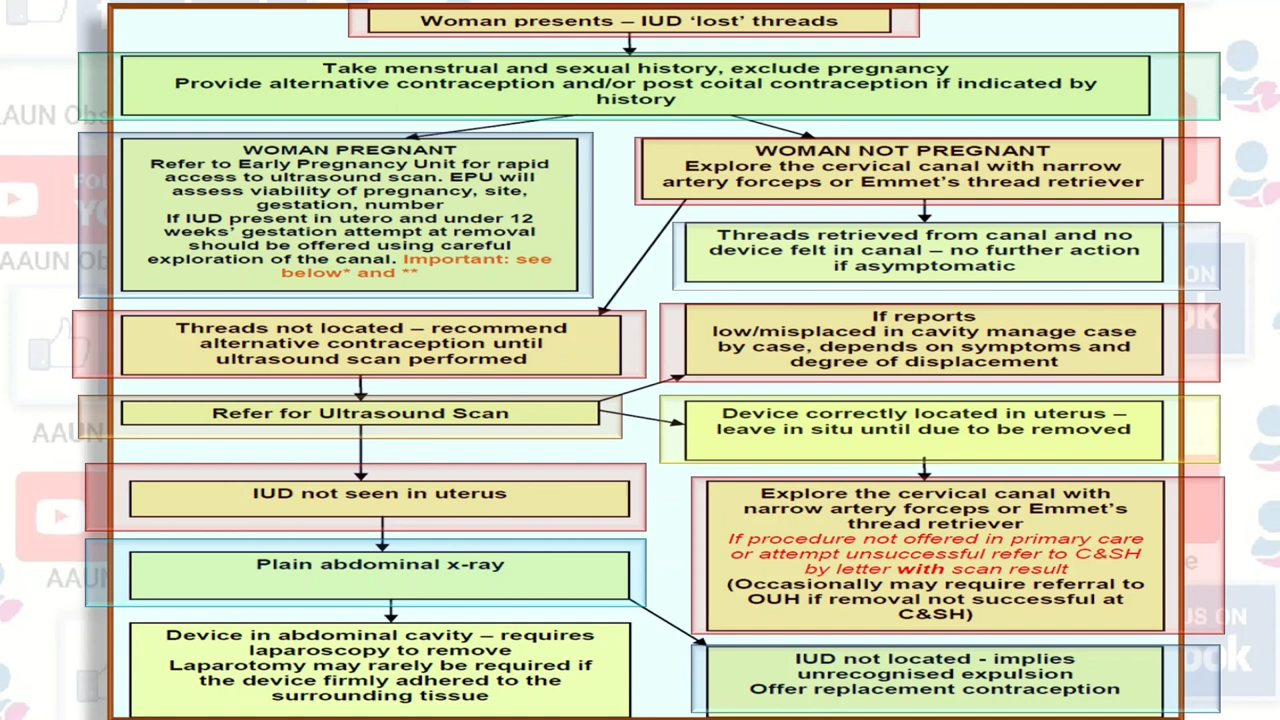 Woman presents – IUD ‘lost’ threads
Take menstrual and sexual history, exclude pregnancy
Provide alternative contraception and/or post coital contraception if indicated by
history
WOMAN PREGNANT
Refer to Early Pregnancy Unit for rapid
access to ultrasound scan. EPU will
assess viability of pregnancy, site,
gestation, number
If IUD present in utero and under 12
weeks’ gestation attempt at removal
should be offered using careful
exploration of the canal. Important: see
below* and **
WOMAN NOT PREGNANT
Explore the cervical canal with narrow
artery forceps or Emmet’s thread retriever
Threads retrieved from canal and no
device felt in canal – no further action
if asymptomatic
Threads not located – recommend
alternative contraception until
ultrasound scan performed
If reports
low/misplaced in cavity manage case
by case, depends on symptoms and
degree of displacement
Refer for Ultrasound Scan
Device correctly located in uterus –
leave in situ until due to be removed
IUD not seen in uterus
Explore the cervical canal with
narrow artery forceps or Emmet’s
thread retriever
If procedure not offered in primary care
or attempt unsuccessful refer to C&SH
by letter with scan result
(Occasionally may require referral to
OUH if removal not successful at
C&SH)
Plain abdominal x-ray
Device in abdominal cavity – requires
laparoscopy to remove
Laparotomy may rarely be required if
the device firmly adhered to the
surrounding tissue
IUD not located - implies
unrecognised expulsion
Offer replacement contraception
AAUN Obs
AAUN Ob
AAUN
AAUN
ON
ok
US ON
ook